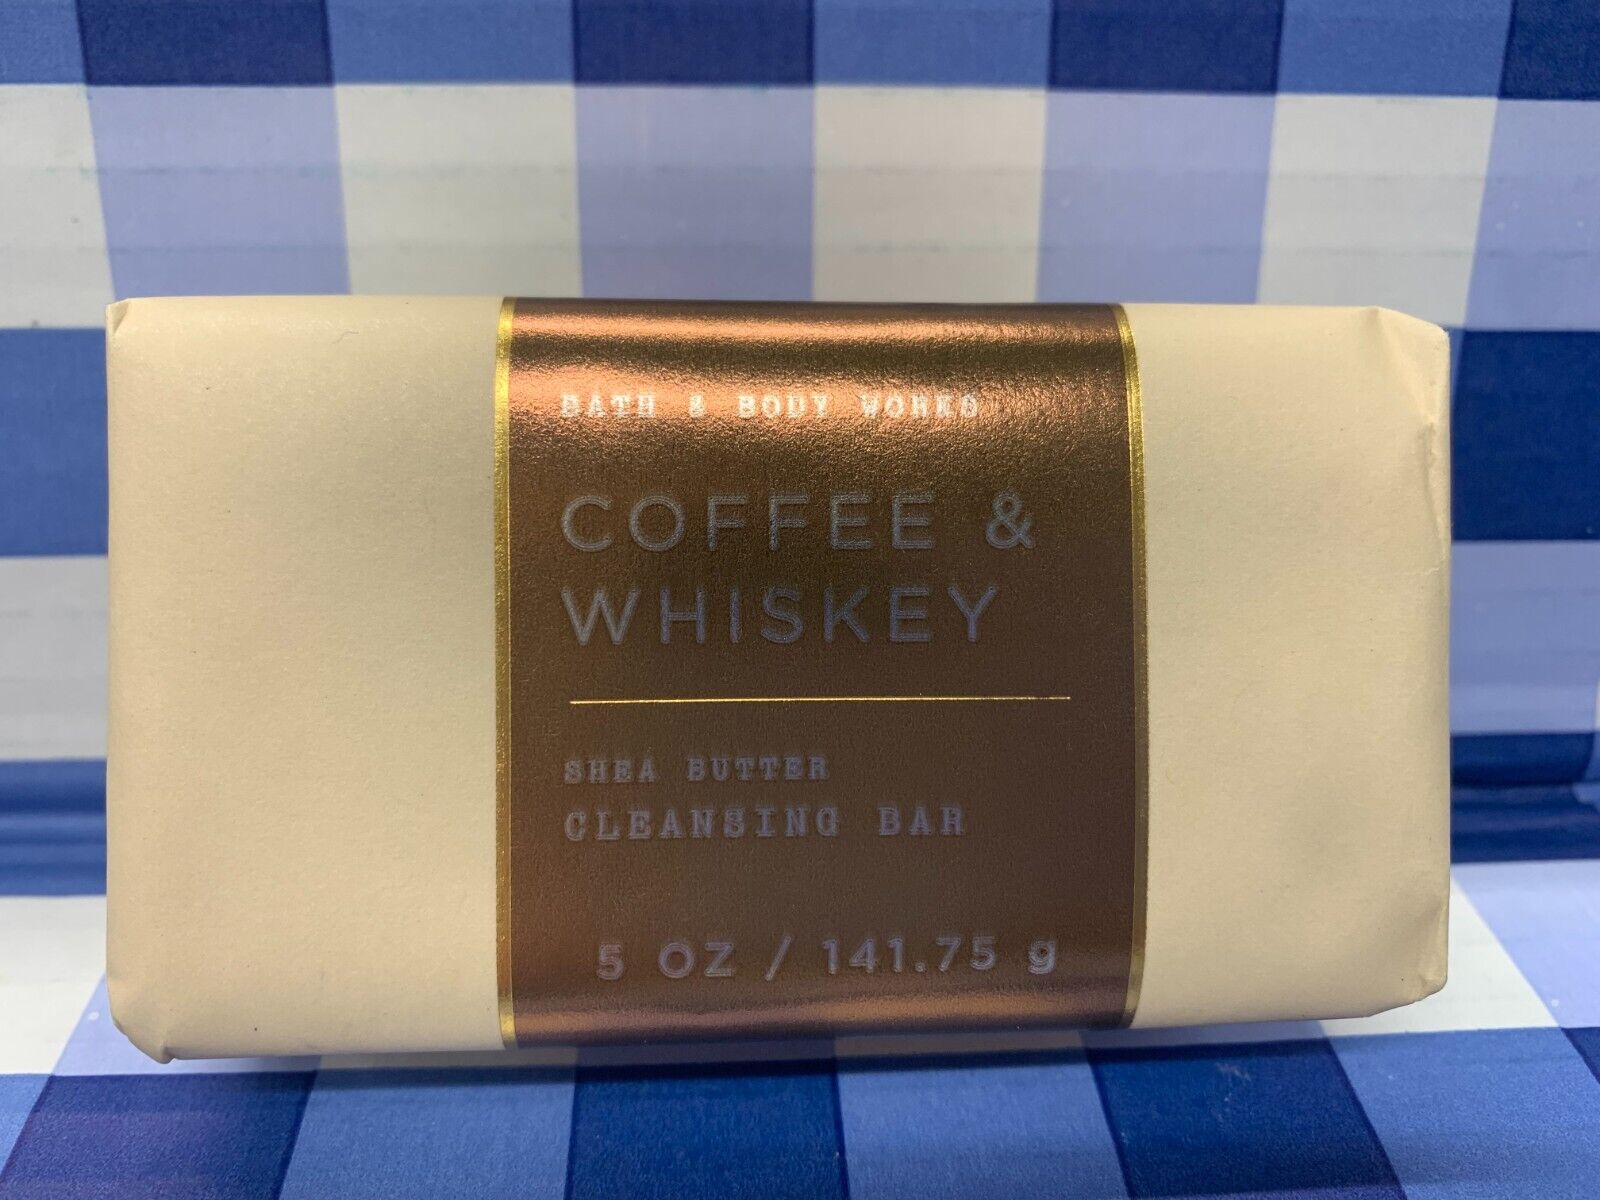 BATH & BODY WORKS
COFFEE &
WHISKEY
SHEA BUTTER
CLEANSING BAR
5 OZ / 141.75 g